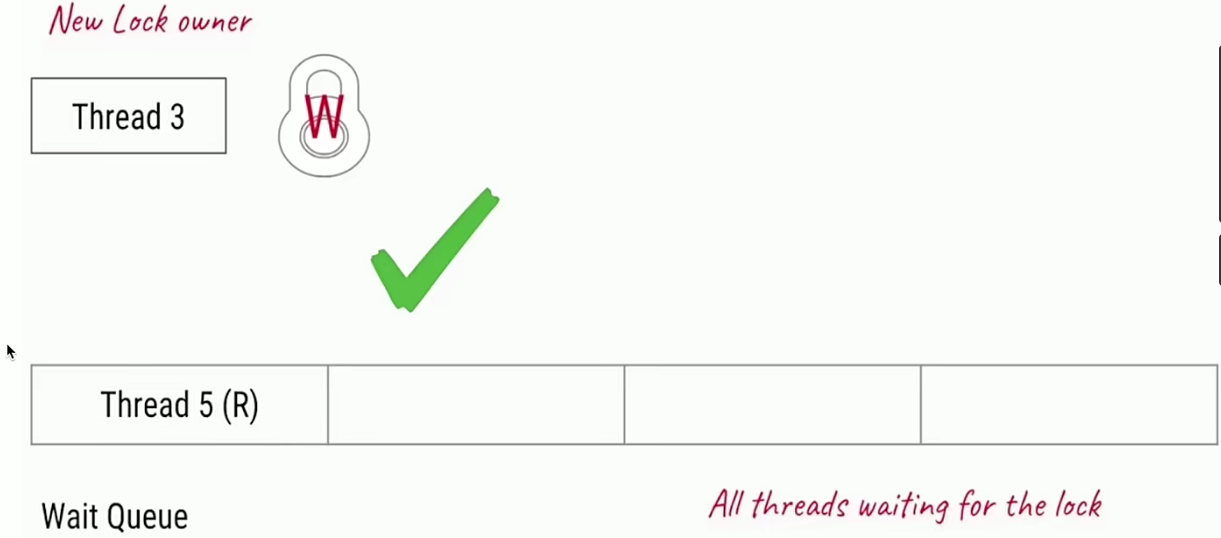 New Lock owner
Thread 3
W
Thread 5 (R)
Wait Queue
All threads waiting for the lock